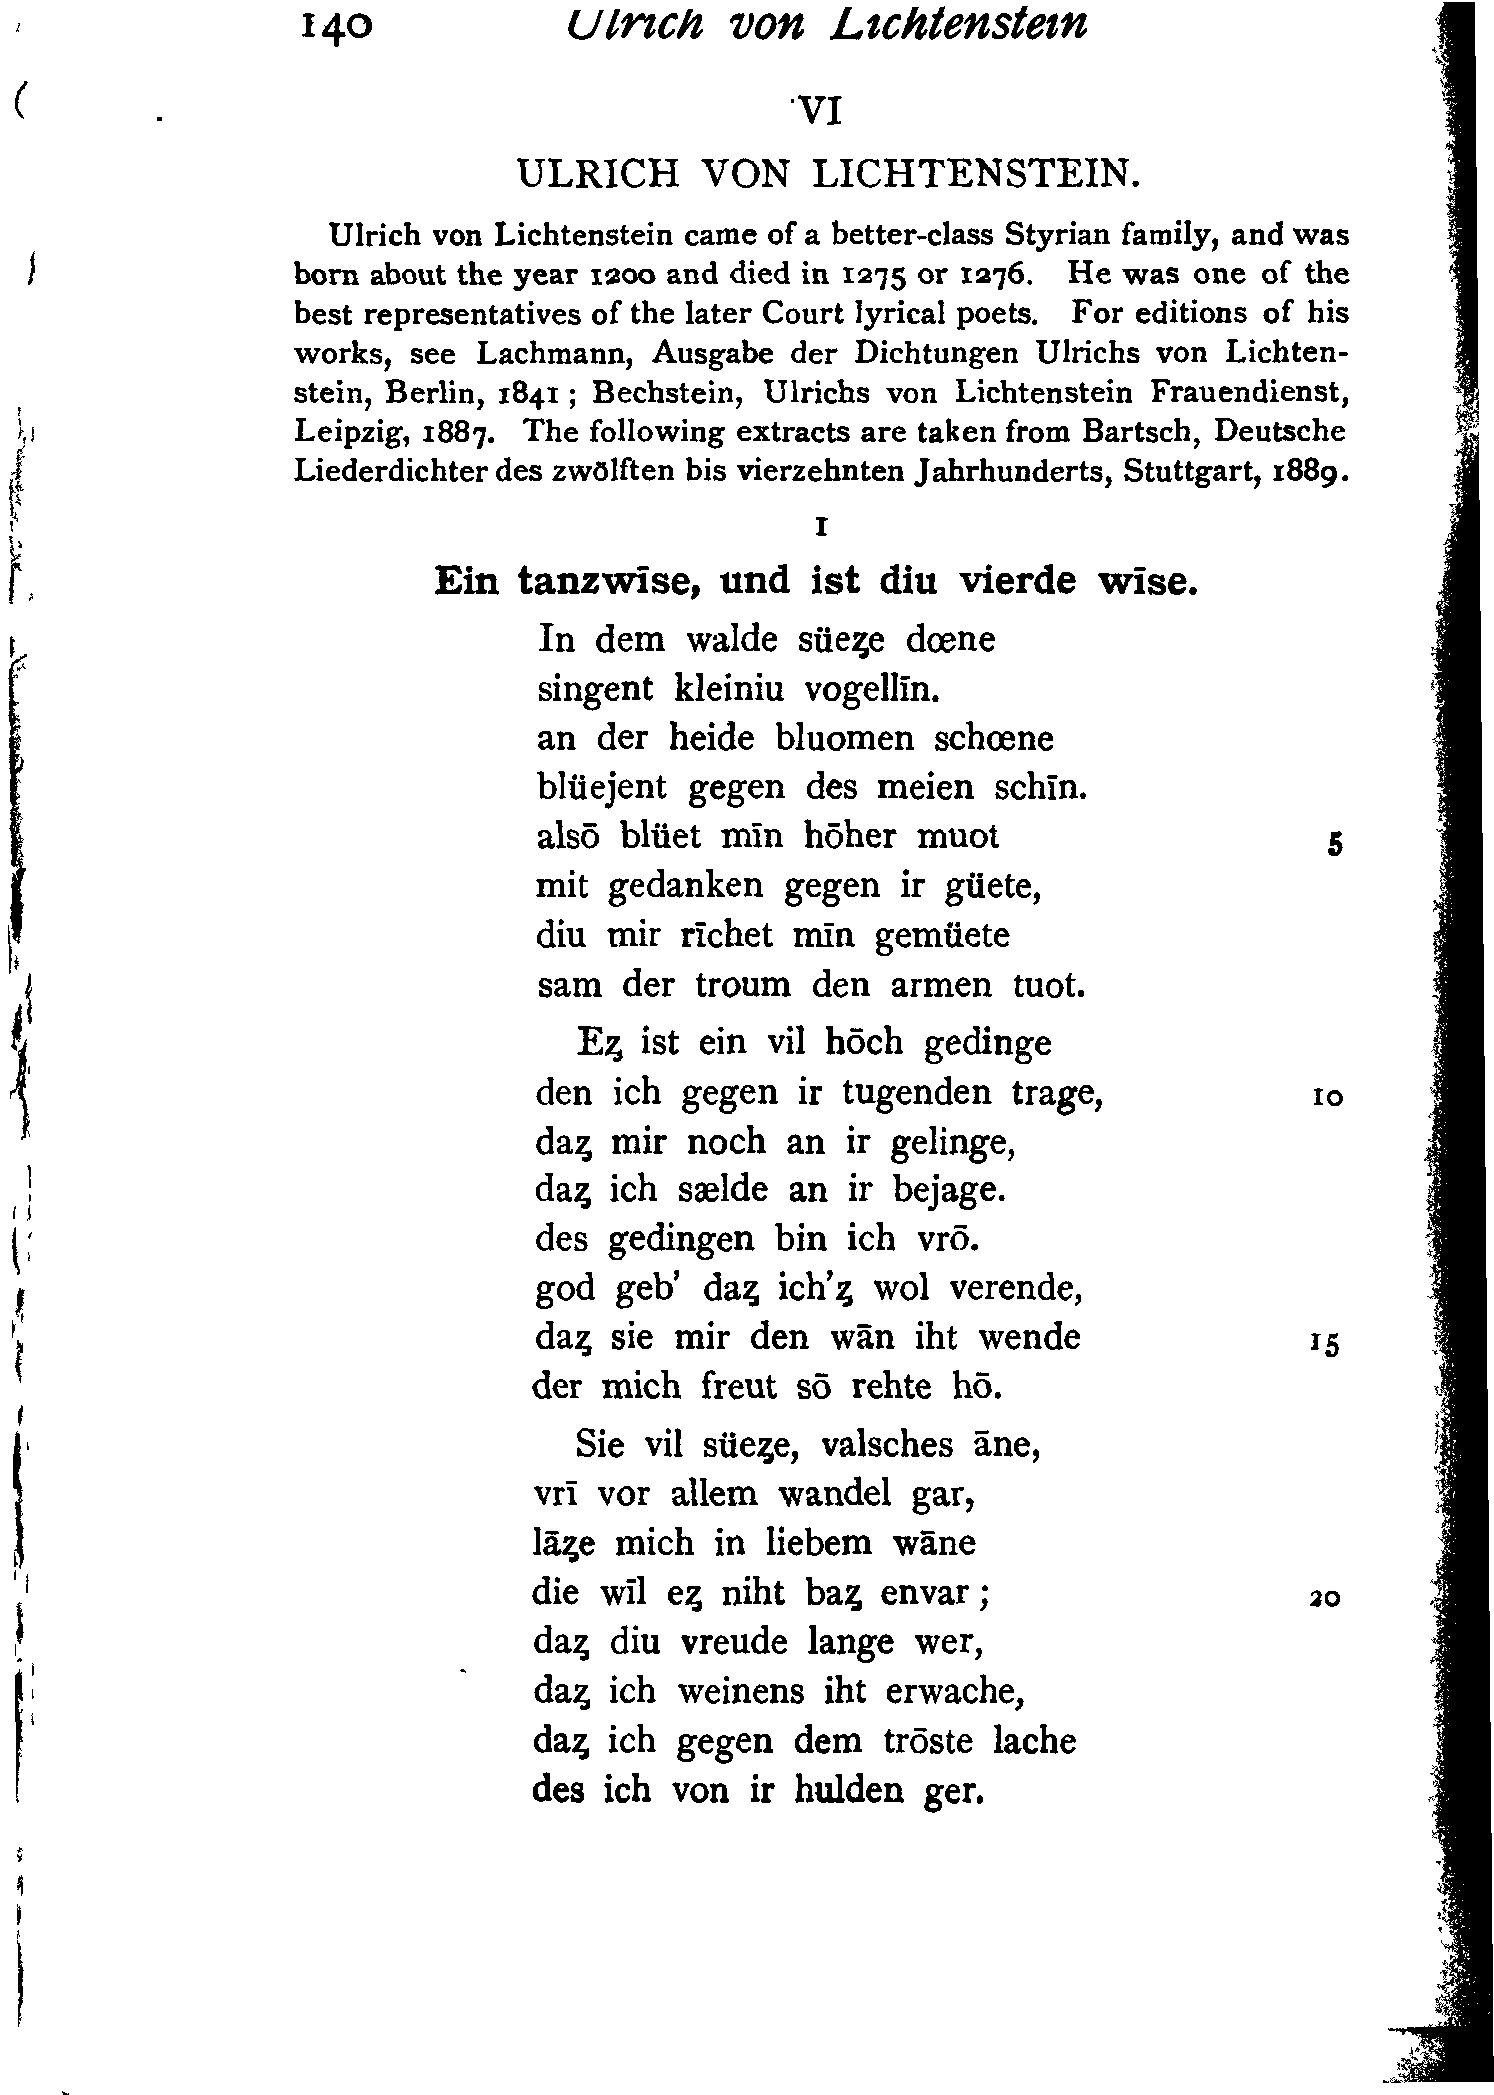 140 Ulrich von Lichtenstein
VI
ULRICH VON LICHTENSTEIN.
Ulrich von Lichtenstein came of a better-class Styrian family, and was
born about the year 1200 and died in 1275 or 1276. He was one of the
best representatives of the later Court lyrical poets. For editions of his
works, see Lachmann, Ausgabe der Dichtungen Ulrichs von Lichten-
stein, Berlin, 1841; Bechstein, Ulrichs von Lichtenstein Frauendienst,
Leipzig, 1887. The following extracts are taken from Bartsch, Deutsche
Liederdichter des zwölften bis vierzehnten Jahrhunderts, Stuttgart, 1889.
I
Ein tanzwīse, und ist diu vierde wīse.
In dem walde süeȥe dœne
singent kleiniu vogellīn.
an der heide bluomen schœne
blüejent gegen des meien schīn.
alsō blüet mīn hōher muot 5
mit gedanken gegen ir güete,
diu mir rīchet mīn gemüete
sam der troum den armen tuot.
Eȥ ist ein vil hōch gedinge
den ich gegen ir tugenden trage, 10
daȥ mir noch an ir gelinge,
daȥ ich sælde an ir bejage.
des gedingen bin ich vrō.
god geb' daȥ ich'ȥ wol verende,
daȥ sie mir den wān iht wende 15
der mich freut sō rehte hō.
Sie vil süeȥe, valsches āne,
vrī vor allem wandel gar,
lāȥe mich in liebem wāne
die wīl eȥ niht baȥ envar; 20
daȥ diu vreude lange wer,
daȥ ich weinens iht erwache,
daȥ ich gegen dem trōste lache
des ich von ir hulden ger.